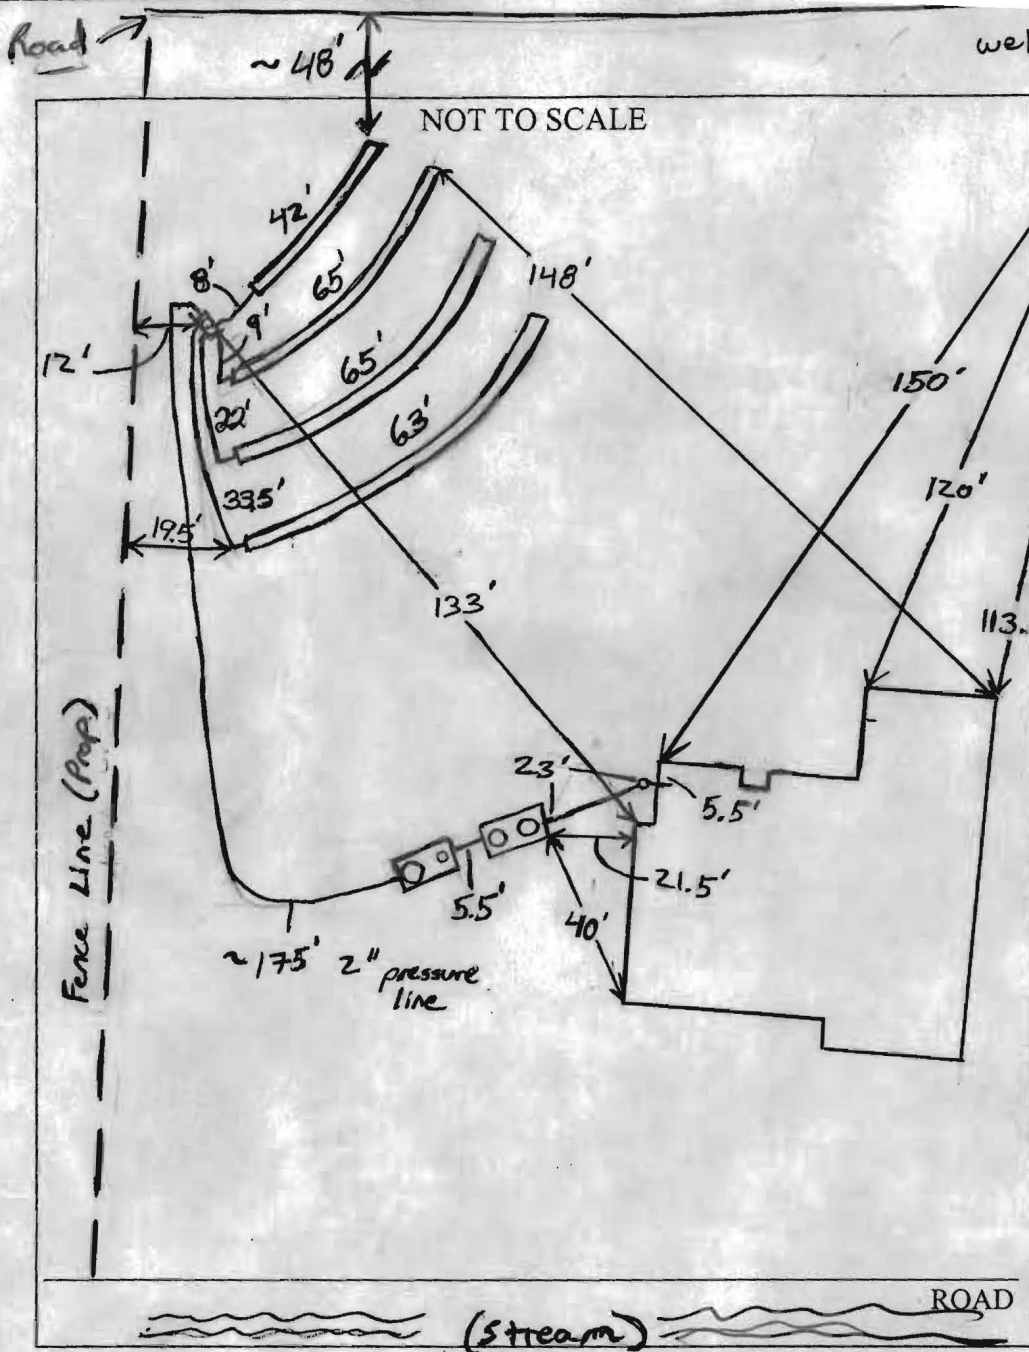 Road
~ 48'
wel
NOT TO SCALE
42'
8'
65'
148'
9'
12'
65'
150'
22'
63'
33.5'
120'
19.5'
133'
113.
Fence Line (Prop.)
23'
5.5'
21.5'
5.5'
40'
~175' 2" pressure
line
ROAD
(stream)